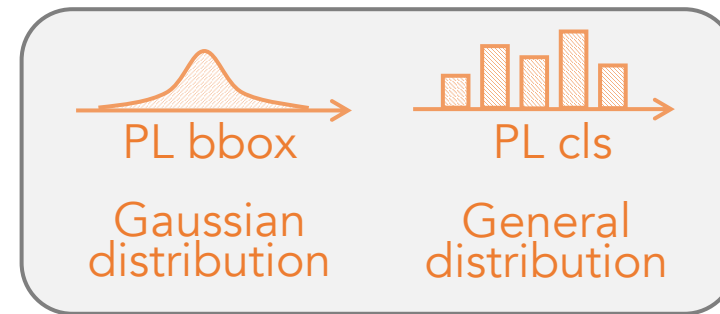 PL bbox
PL cls
Gaussian
distribution
General
distribution